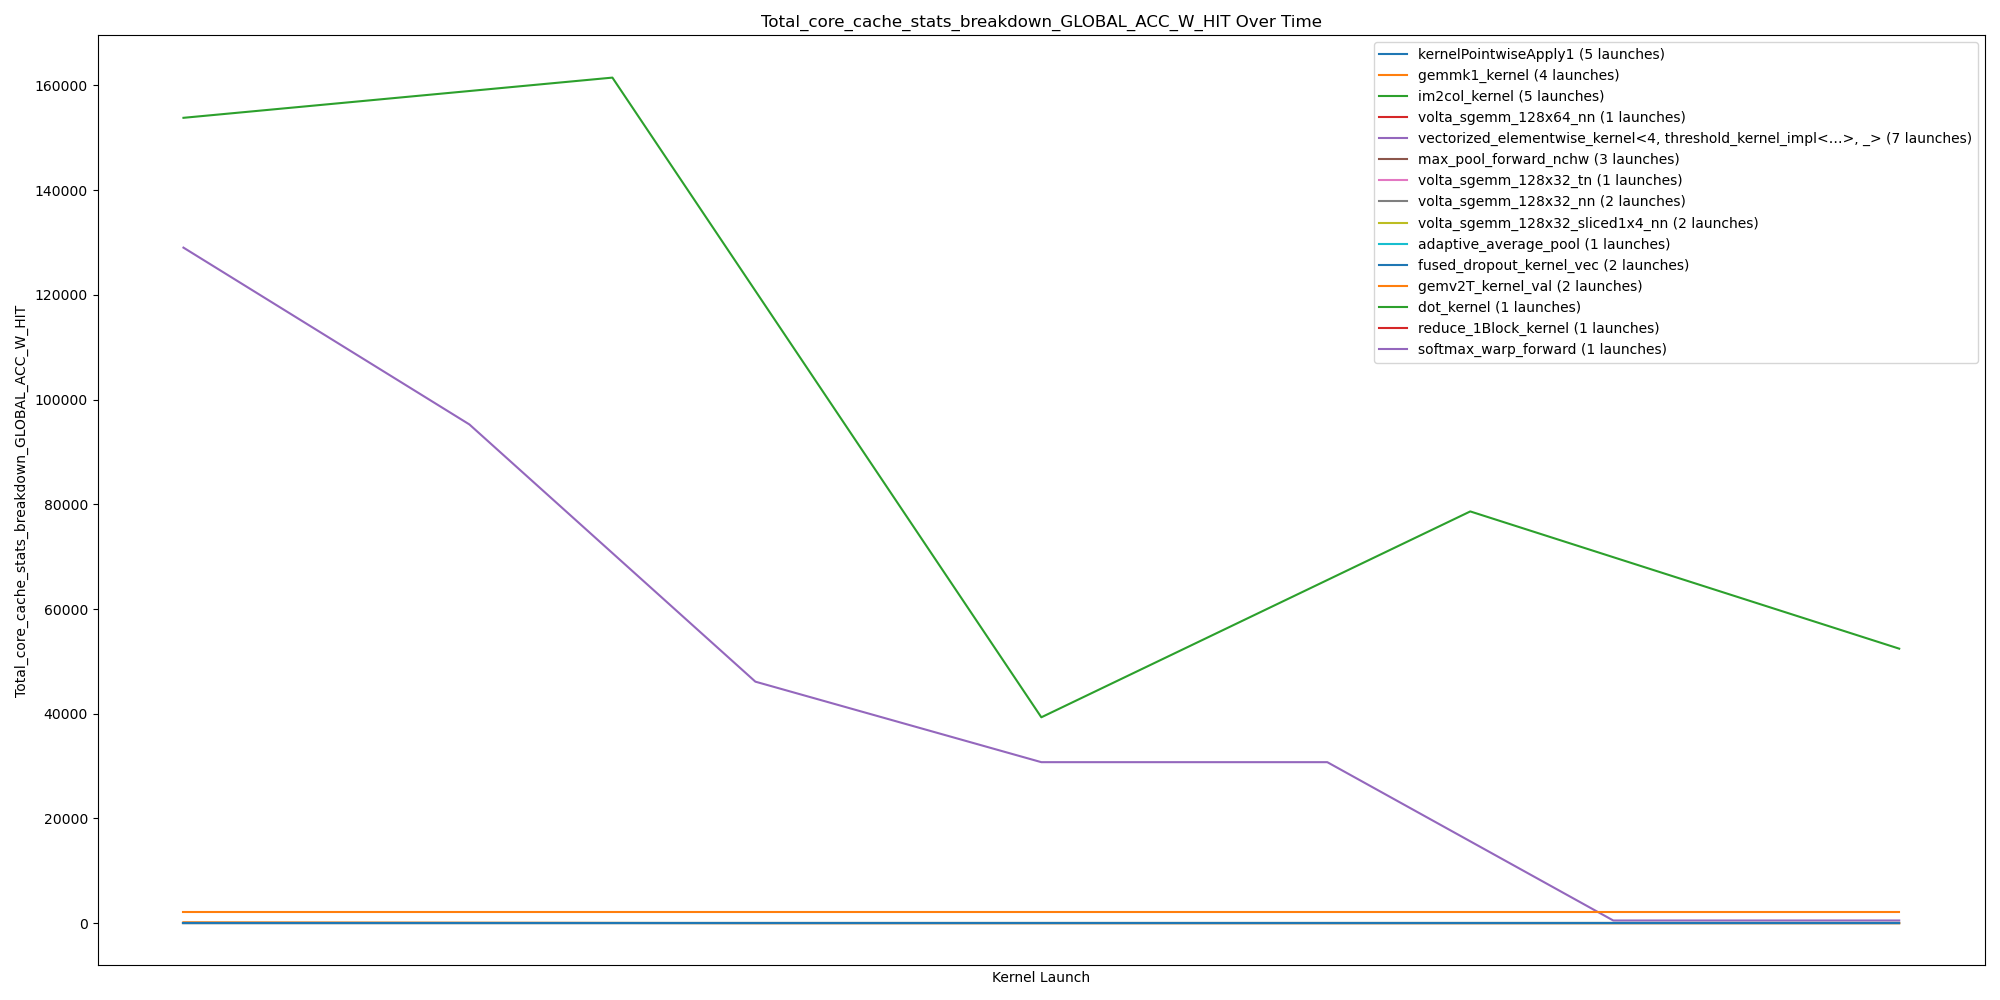 Total_core_cache_stats_breakdown_GLOBAL_ACC_W_HIT Over Time
kernelPointwiseApply1 (5 launches)
gemmk1_kernel (4 launches)
im2col_kernel (5 launches)
volta_sgemm_128x64_nn (1 launches)
vectorized_elementwise_kernel<4, threshold_kernel_impl<...>, _> (7 launches)
max_pool_forward_nchw (3 launches)
volta_sgemm_128x32_tn (1 launches)
volta_sgemm_128x32_nn (2 launches)
volta_sgemm_128x32_sliced1x4_nn (2 launches)
adaptive_average_pool (1 launches)
fused_dropout_kernel_vec (2 launches)
gemv2T_kernel_val (2 launches)
dot_kernel (1 launches)
reduce_1Block_kernel (1 launches)
softmax_warp_forward (1 launches)
Total_core_cache_stats_breakdown_GLOBAL_ACC_W_HIT
160000
140000
120000
100000
80000
60000
40000
20000
0
Kernel Launch